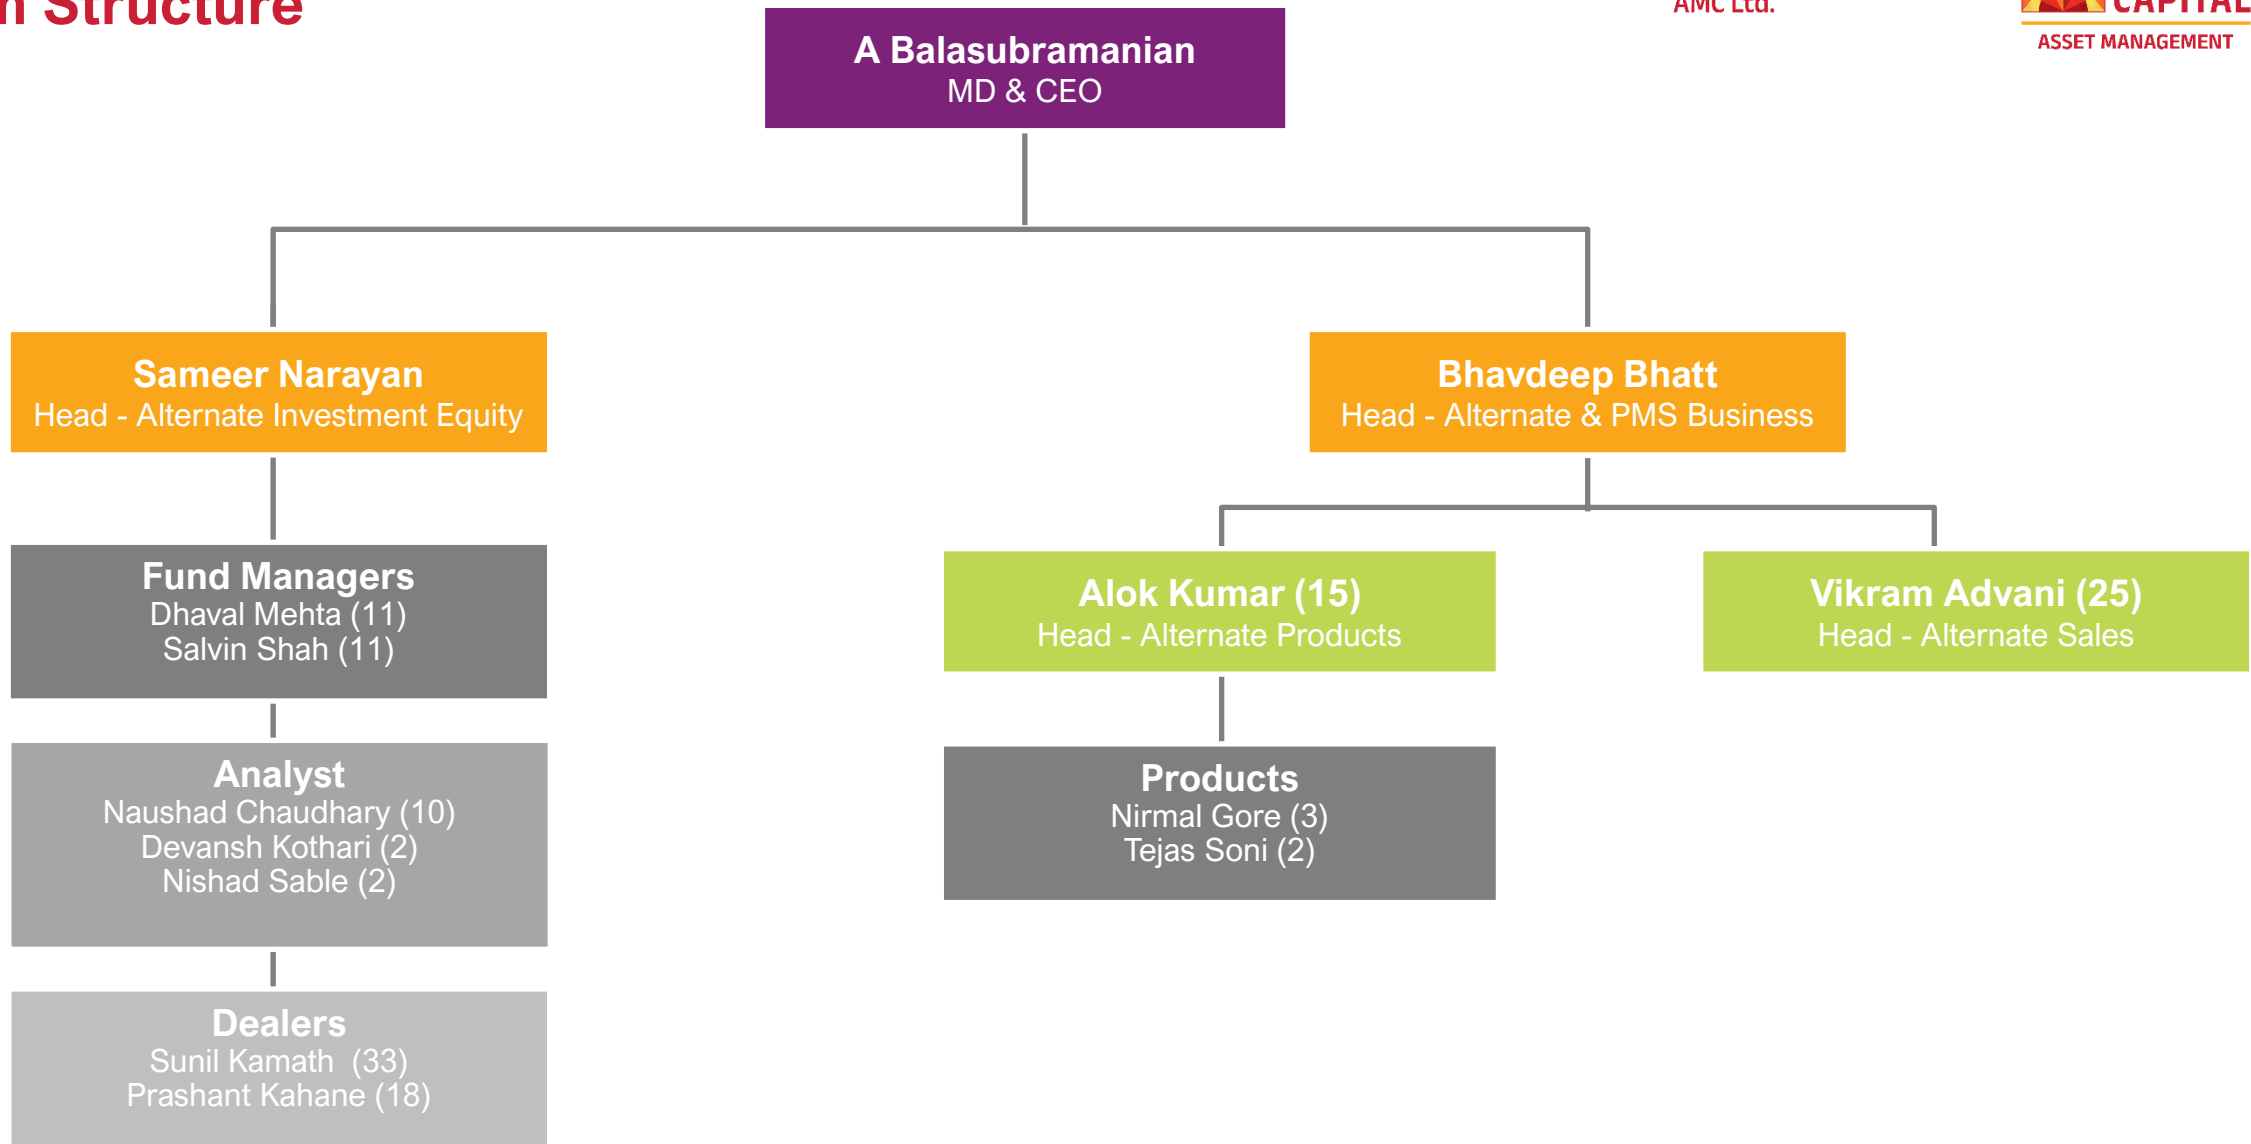 Structure
AMC Ltd.
CAPITAL
ASSET MANAGEMENT
A Balasubramanian
MD & CEO
Sameer Narayan
Head - Alternate Investment Equity
Bhavdeep Bhatt
Head - Alternate & PMS Business
Fund Managers
Dhaval Mehta (11)
Salvin Shah (11)
Alok Kumar (15)
Head - Alternate Products
Vikram Advani (25)
Head - Alternate Sales
Analyst
Naushad Chaudhary (10)
Devansh Kothari (2)
Nishad Sable (2)
Products
Nirmal Gore (3)
Tejas Soni (2)
Dealers
Sunil Kamath  (33)
Prashant Kahane (18)